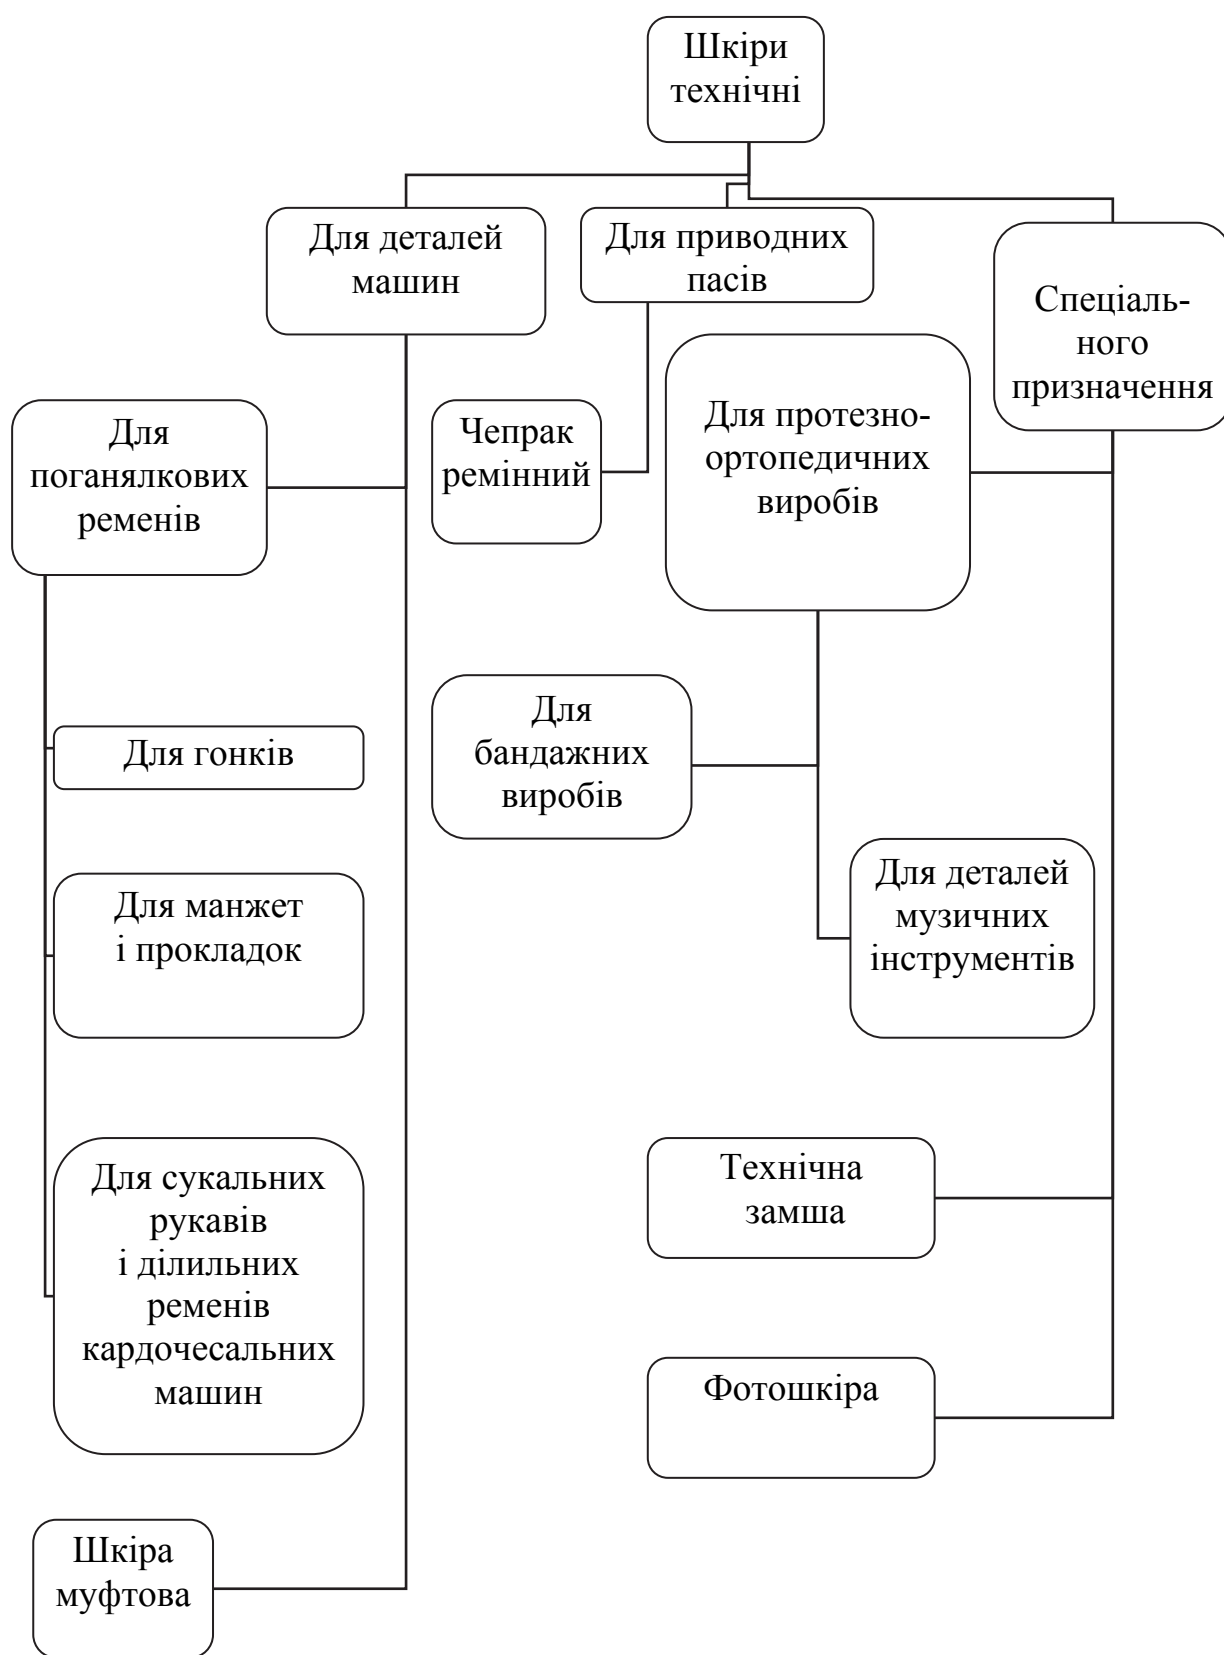 Шкіри
технічні
Для деталей
машин
Для приводних
пасів
Спеціаль-
ного
призначення
Для
поганялкових
ременів
Чепрак
ремінний
Для протезно-
ортопедичних
виробів
Для
бандажних
виробів
Для гонків
Для деталей
музичних
інструментів
Для манжет
і прокладок
Для сукальних
рукавів
і ділильних
ременів
кардочесальних
машин
Технічна
замша
Фотошкіра
Шкіра
муфтова